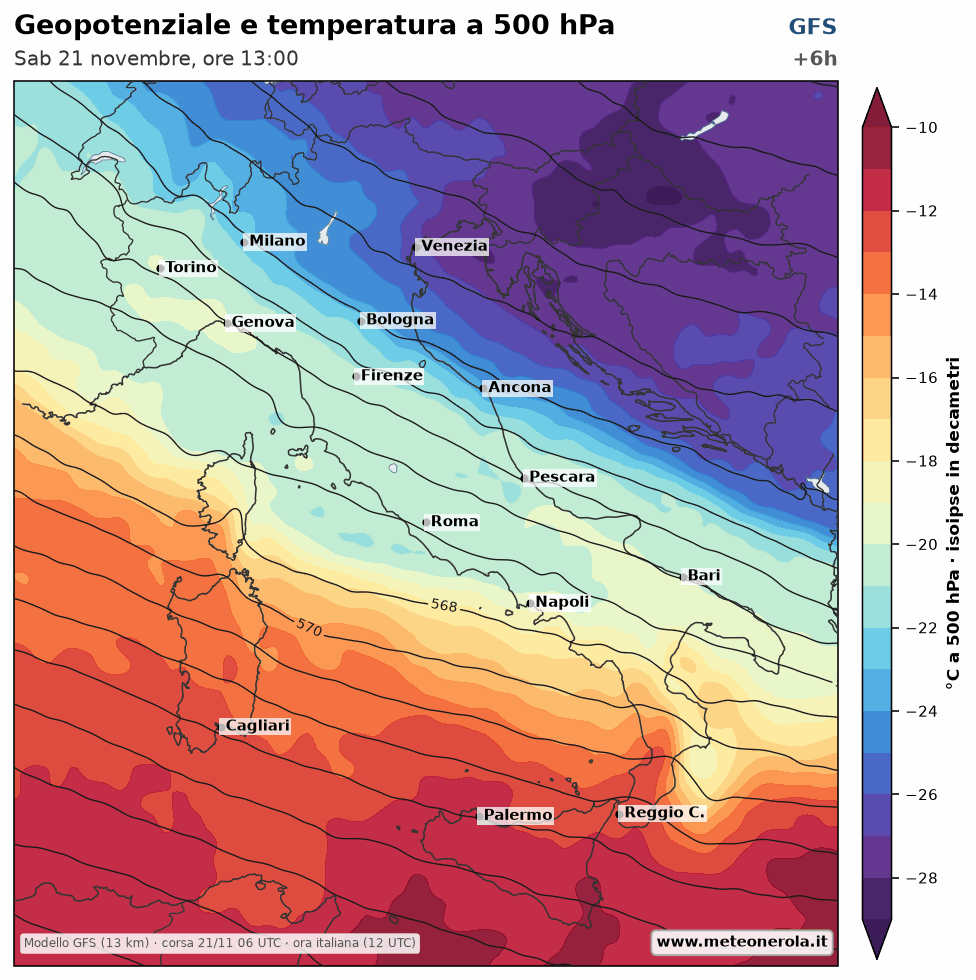 Geopotenziale e temperatura a 500 hPa
GFS
Sab 21 novembre, ore 13:00
+6h
Milano
Venezia
Torino
Genova
Bologna
Firenze
Ancona
Pescara
Roma
Bari
Napoli
568
570
Cagliari
Palermo
Reggio C.
Modello GFS (13 km) · corsa 21/11 06 UTC · ora italiana (12 UTC)
www.meteonerola.it
−10
−12
−14
−16
−18
−20
−22
−24
−26
−28
°C a 500 hPa · isoipse in decametri